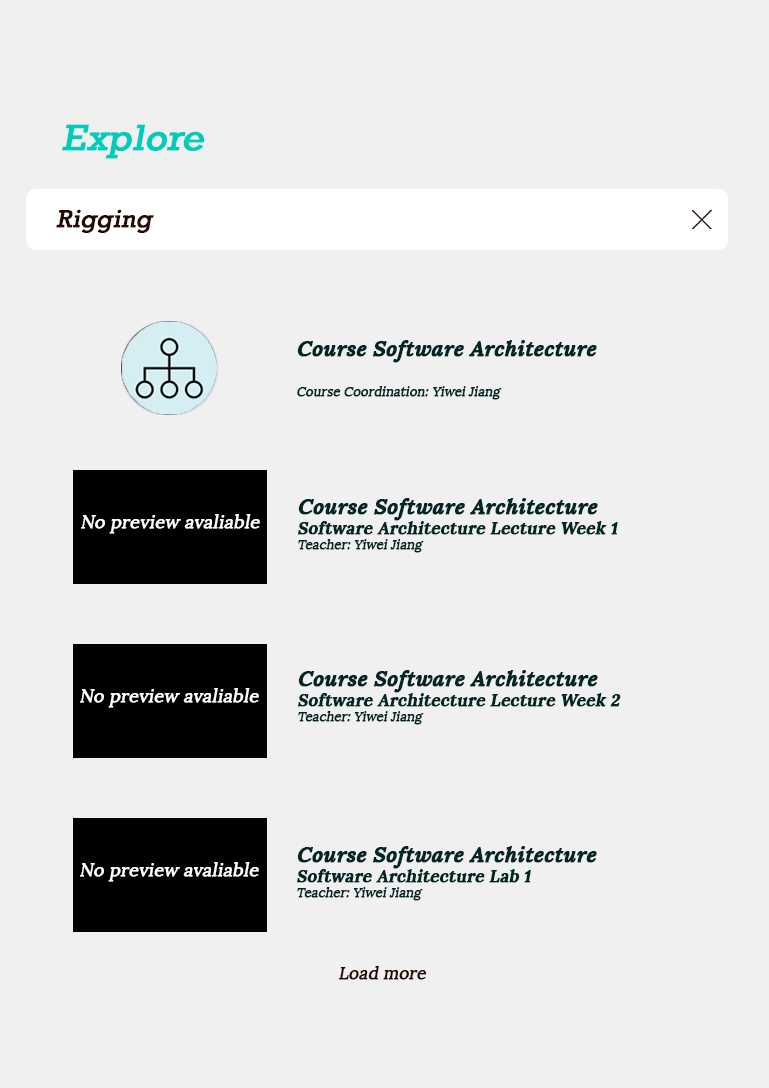 Explore
Rigging
Course Software Architecture
Course Coordination: Yiwei Jiang
No preview avaliable
Course Software Architecture
Software Architecture Lecture Week 1
Teacher: Yiwei Jiang
No preview avaliable
Course Software Architecture
Software Architecture Lecture Week 2
Teacher: Yiwei Jiang
No preview avaliable
Course Software Architecture
Software Architecture Lab 1
Teacher: Yiwei Jiang
Load more